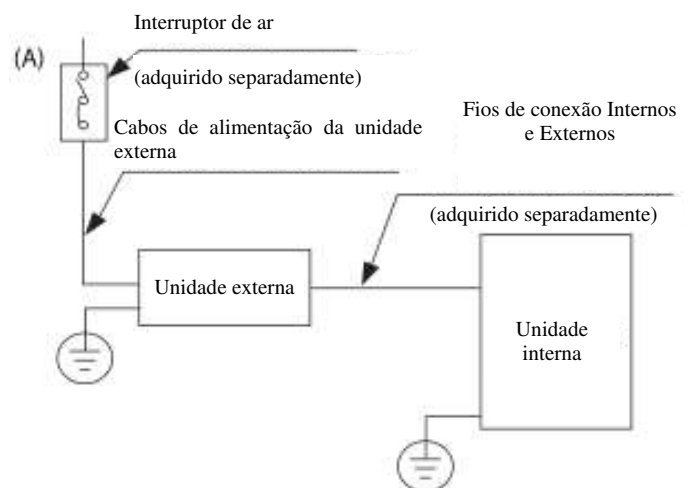 Interruptor de ar
(A)
(adquirido separadamente)
Cabos de alimentação da unidade
externa
Fios de conexão Internos
e Externos
(adquirido separadamente)
Unidade externa
Unidade
interna